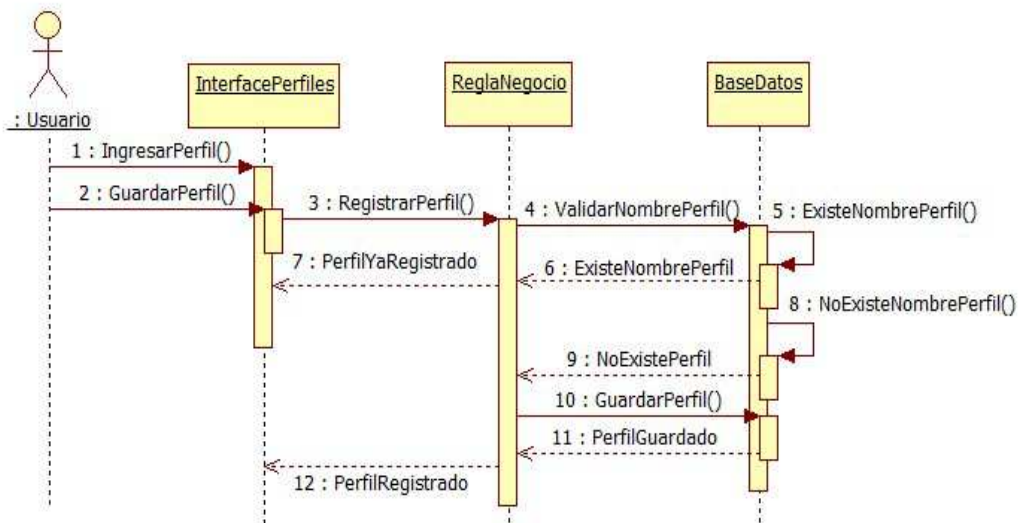 : Usuario
InterfacePerfiles
ReglaNegocio
BaseDatos
1 : IngresarPerfil()
2 : GuardarPerfil()
3 : RegistrarPerfil()
4 : ValidarNombrePerfil()
5 : ExisteNombrePerfil()
6 : ExisteNombrePerfil
7 : PerfilYaRegistrado
8 : NoExisteNombrePerfil()
9 : NoExistePerfil
10 : GuardarPerfil()
11 : PerfilGuardado
12 : PerfilRegistrado